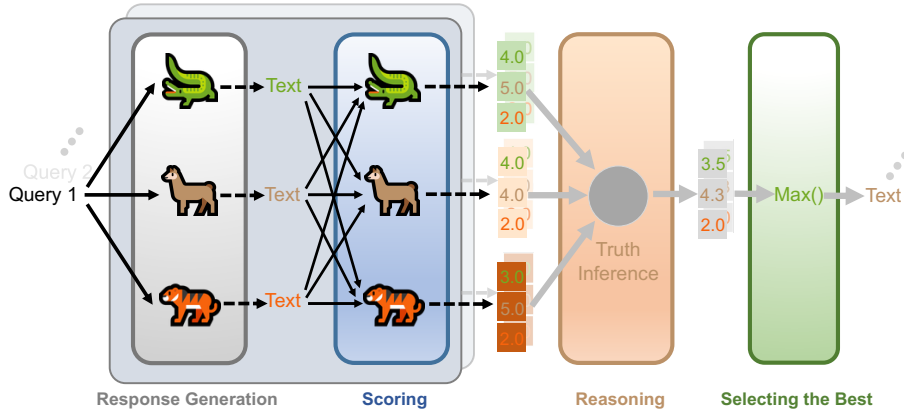 Query 2
Query 1
Text
Text
Text
4.0
5.0
2.0
4.0
4.0
2.0
3.0
5.0
2.0
Truth
Inference
3.5
4.3
2.0
Max()
Text
Response Generation
Scoring
Reasoning
Selecting the Best